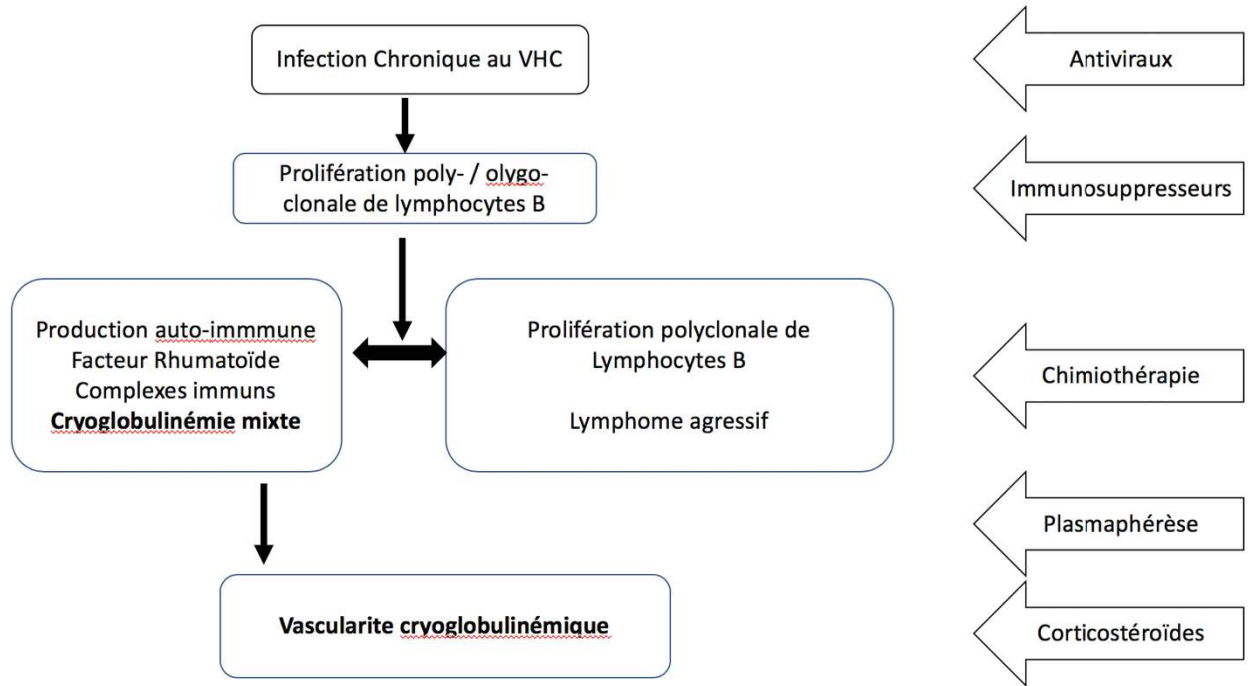 Infection Chronique au VHC
Antiviraux
Prolifération poly- / olygo-
clonale de lymphocytes B
Immunosuppresseurs
Production auto-immmune
Facteur Rhumatoïde
Complexes immuns
Cryoglobulinémie mixte
Prolifération polyclonale de
Lymphocytes B
Lymphome agressif
Chimiothérapie
Plasmaphérèse
Vascularite cryoglobulinémique
Corticostéroïdes